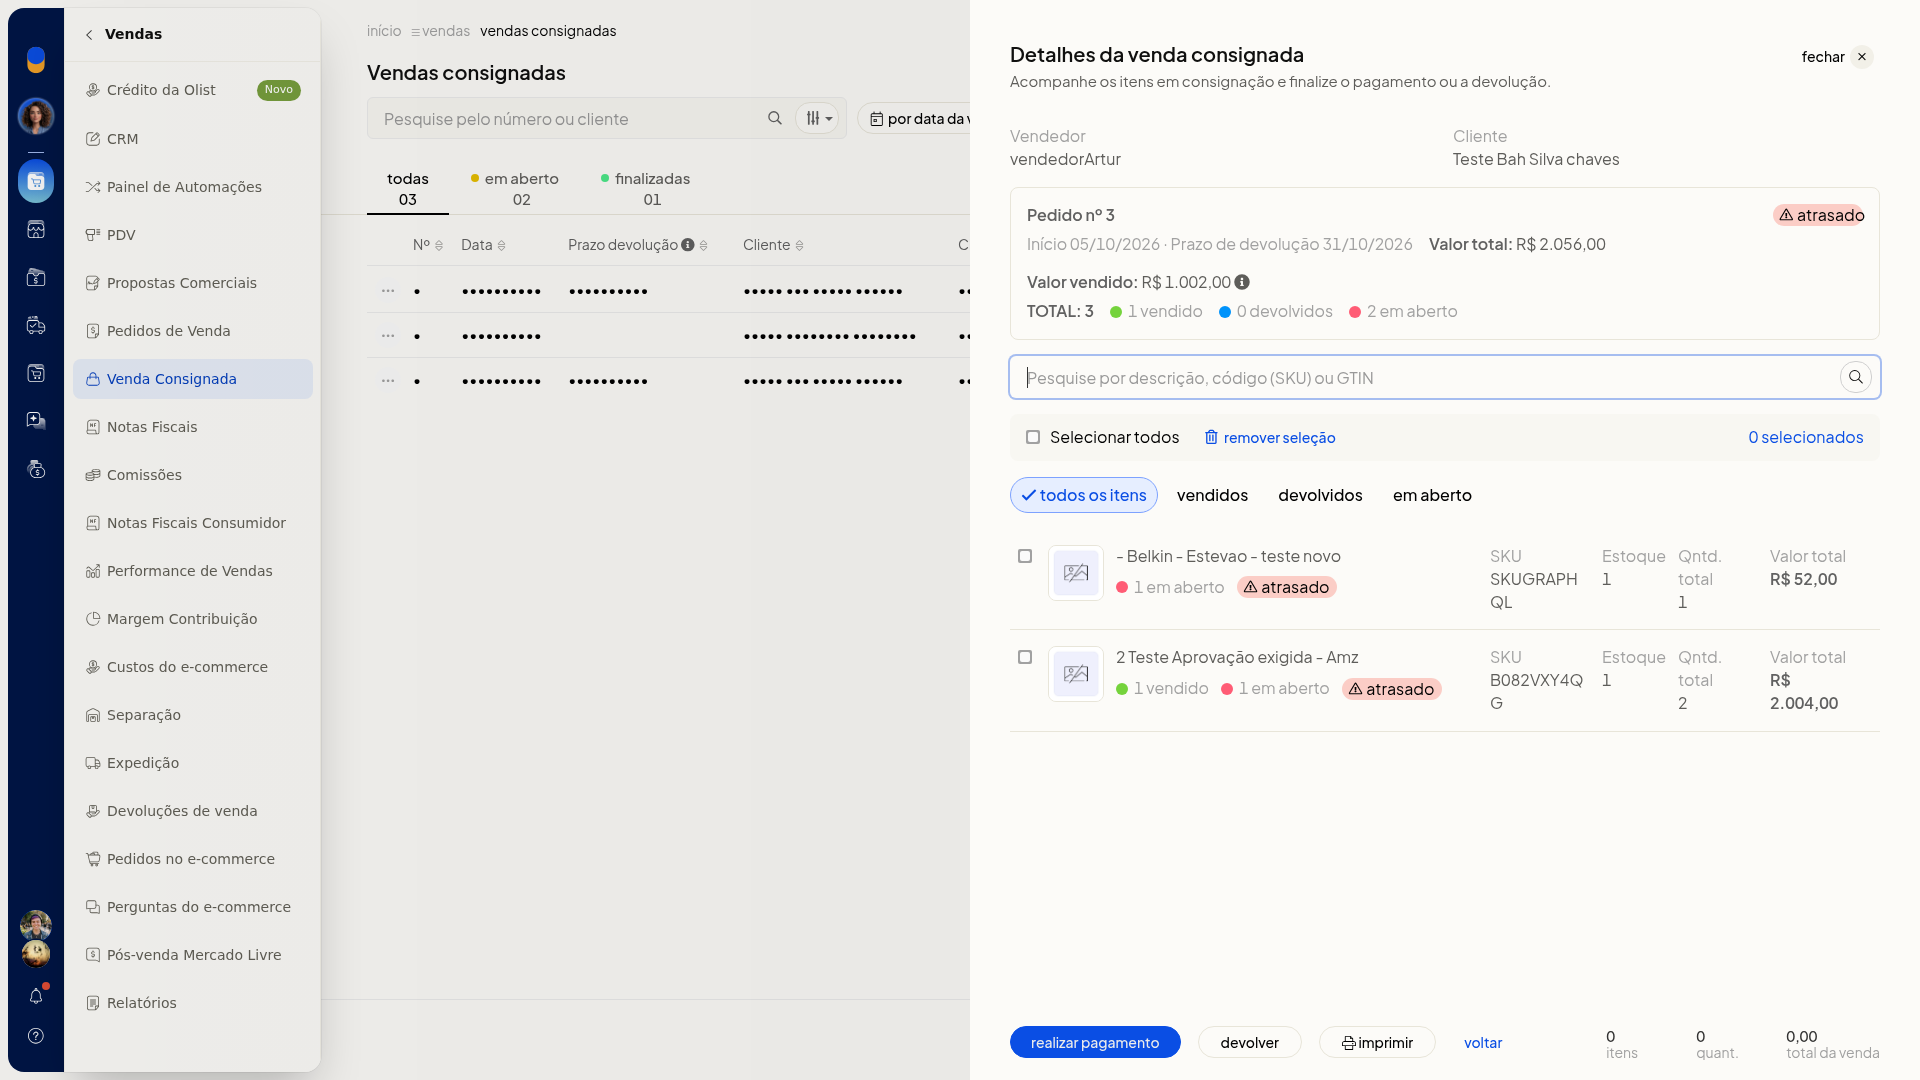 Vendas
Crédito da Olist
Novo
CRM
Painel de Automações
PDV
Propostas Comerciais
Pedidos de Venda
Venda Consignada
Notas Fiscais
Comissões
Notas Fiscais Consumidor
Performance de Vendas
Margem Contribuição
Custos do e-commerce
Separação
Expedição
Devoluções de venda
Pedidos no e-commerce
Perguntas do e-commerce
Pós-venda Mercado Livre
Relatórios
início vendas vendas consignadas
Vendas consignadas
Pesquise pelo número ou cliente
por data da v
todas
03
em aberto
02
finalizadas
01
Nº Data Prazo devolução Cliente C
Detalhes da venda consignada
fechar
Acompanhe os itens em consignação e finalize o pagamento ou a devolução.
Vendedor
vendedorArtur
Cliente
Teste Bah Silva chaves
Pedido nº 3
atrasado
Início 05/10/2026 · Prazo de devolução 31/10/2026 Valor total: R$ 2.056,00
Valor vendido: R$ 1.002,00
TOTAL: 3 1 vendido 0 devolvidos 2 em aberto
Pesquise por descrição, código (SKU) ou GTIN
Selecionar todos remover seleção 0 selecionados
todos os itens vendidos devolvidos em aberto
- Belkin - Estevao - teste novo
1 em aberto atrasado
SKU
SKUGRAPH
QL
Estoque
1
Qntd.
total
1
Valor total
R$ 52,00
2 Teste Aprovação exigida - Amz
1 vendido 1 em aberto atrasado
SKU
B082VXY4Q
G
Estoque
1
Qntd.
total
2
Valor total
R$
2.004,00
realizar pagamento
devolver
imprimir
voltar
0
itens
0
quant.
0,00
total da venda